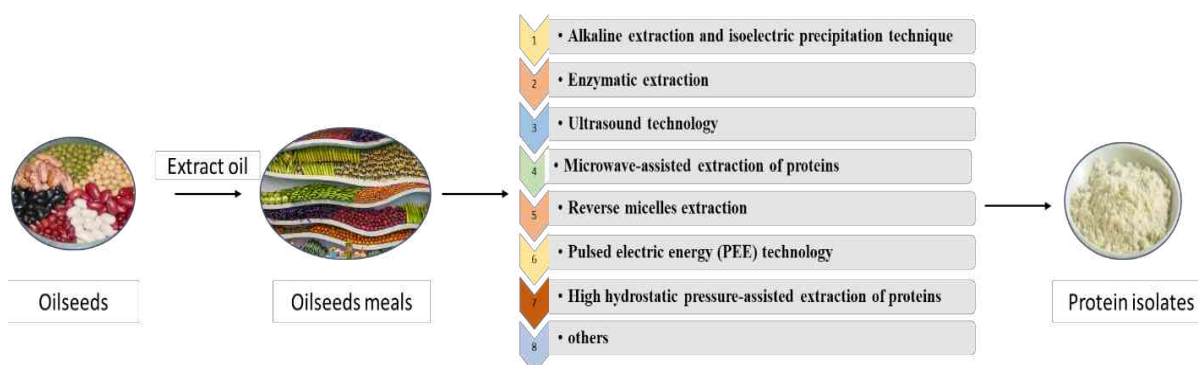 Oilseeds
Extract oil
Oilseeds meals
1
• Alkaline extraction and isoelectric precipitation technique
2
• Enzymatic extraction
3
• Ultrasound technology
4
• Microwave-assisted extraction of proteins
5
• Reverse micelles extraction
6
• Pulsed electric energy (PEE) technology
7
• High hydrostatic pressure-assisted extraction of proteins
8
• others
Protein isolates